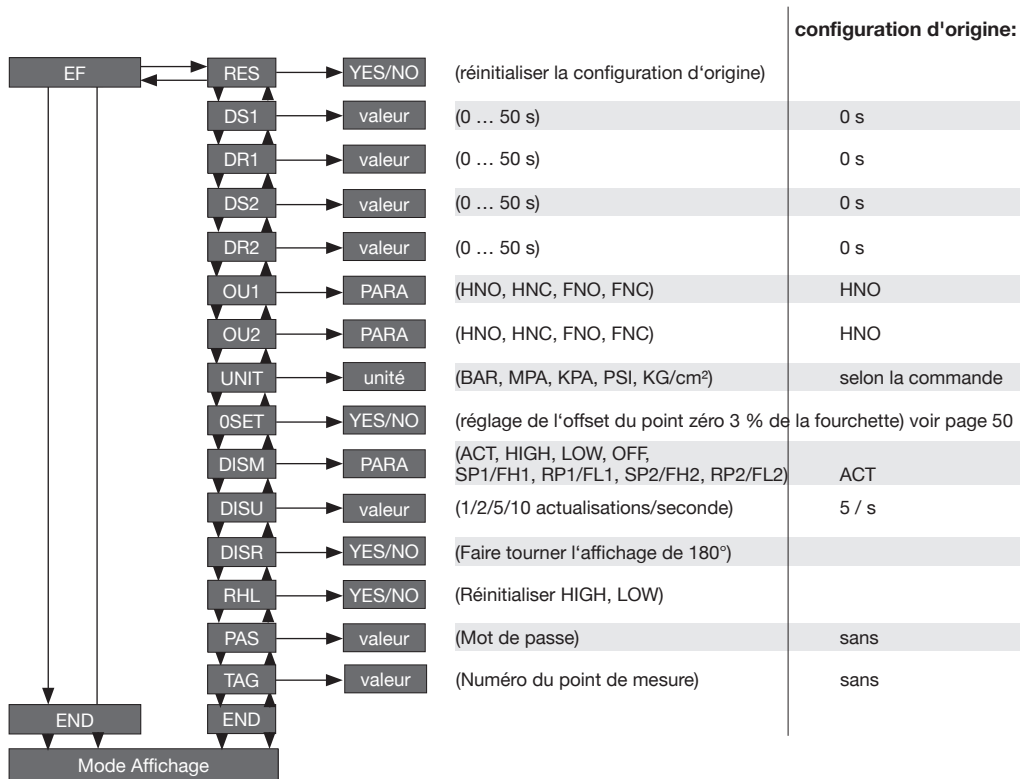 configuration d'origine:
EF RES YES/NO (réinitialiser la configuration d‘origine)
DS1 valeur (0 … 50 s) 0 s
DR1 valeur (0 … 50 s) 0 s
DS2 valeur (0 … 50 s) 0 s
DR2 valeur (0 … 50 s) 0 s
OU1 PARA (HNO, HNC, FNO, FNC) HNO
OU2 PARA (HNO, HNC, FNO, FNC) HNO
UNIT unité (BAR, MPA, KPA, PSI, KG/cm²) selon la commande
0SET YES/NO (réglage de l‘offset du point zéro 3 % de la fourchette) voir page 50
DISM PARA (ACT, HIGH, LOW, OFF,
SP1/FH1, RP1/FL1, SP2/FH2, RP2/FL2) ACT
DISU valeur (1/2/5/10 actualisations/seconde) 5 / s
DISR YES/NO (Faire tourner l‘affichage de 180°)
RHL YES/NO (Réinitialiser HIGH, LOW)
PAS valeur (Mot de passe) sans
TAG valeur (Numéro du point de mesure) sans
END END
Mode Affichage